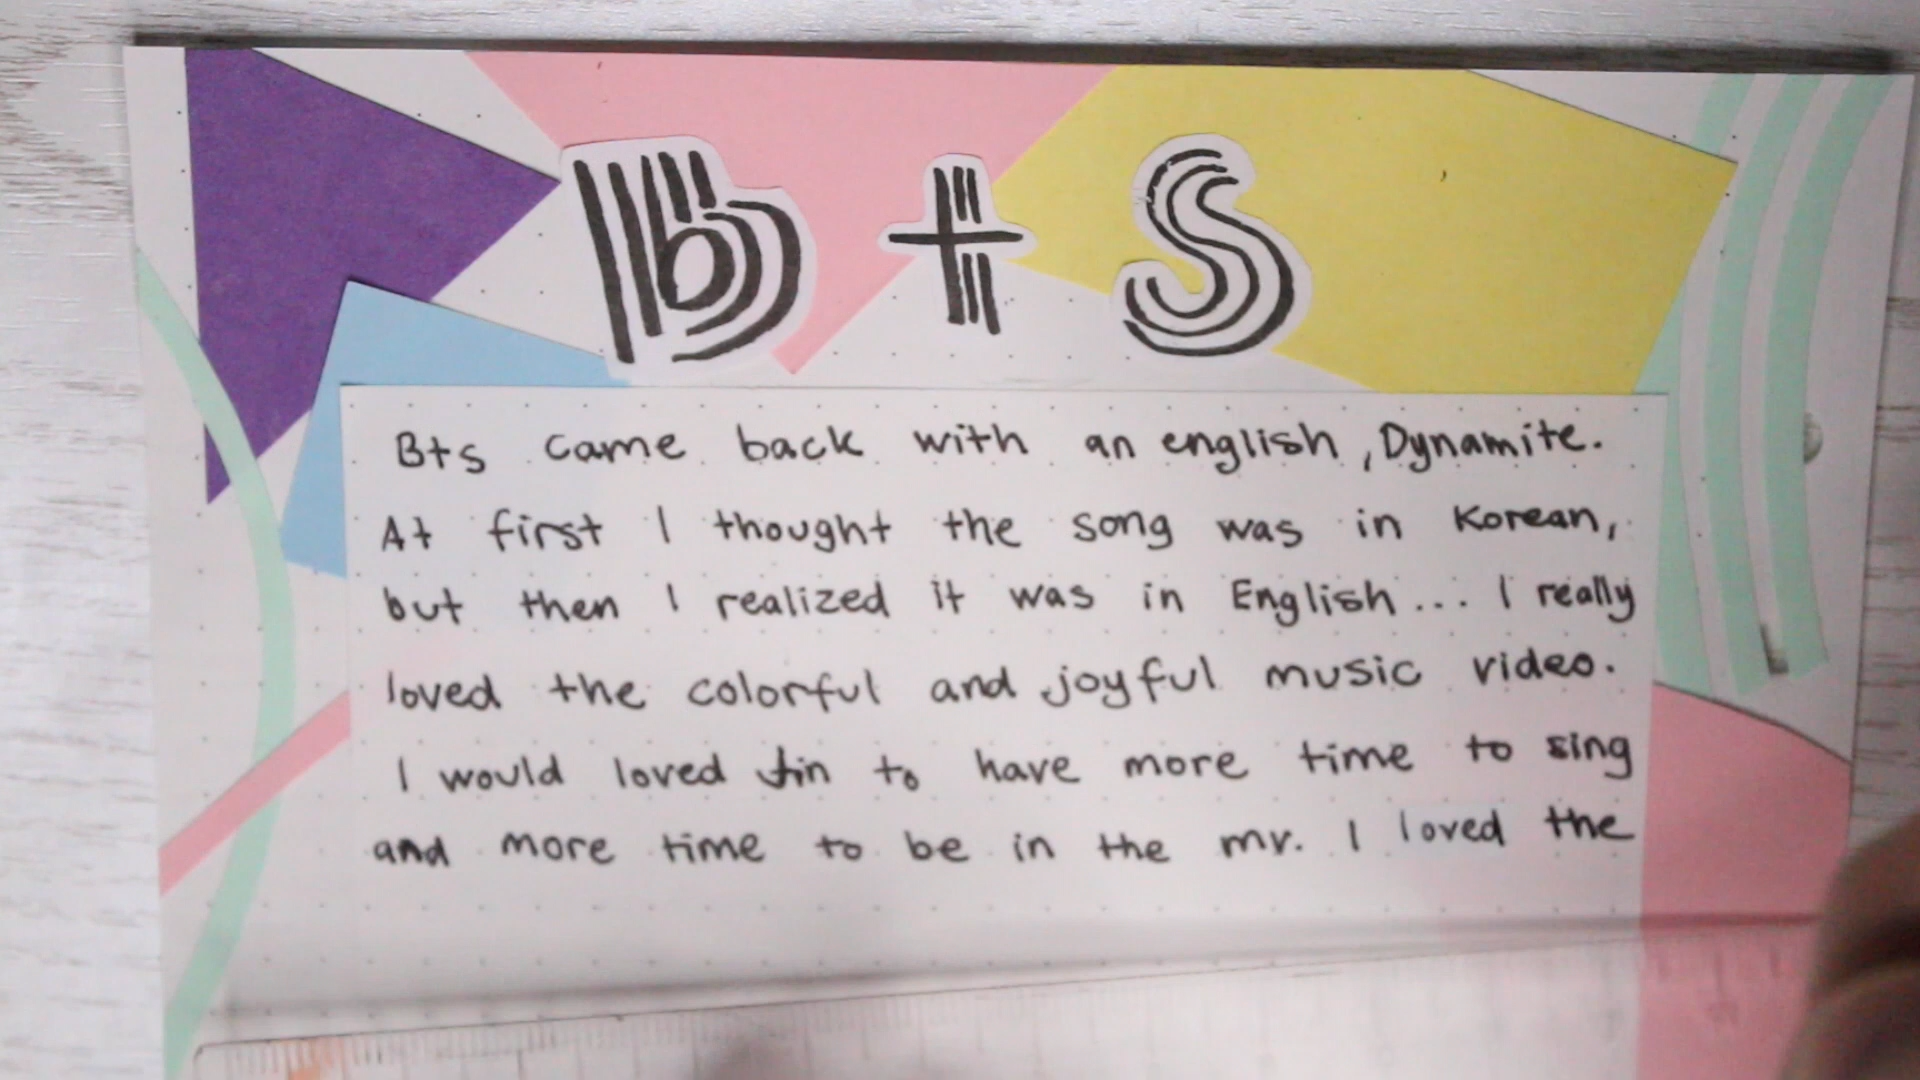 BtS
Bts came back with an english, Dynamite.
At first I thought the song was in Korean,
but then I realized it was in English... I really
loved the colorful and joyful music video.
I would loved Jin to have more time to sing
and more time to be in the mv. I loved the